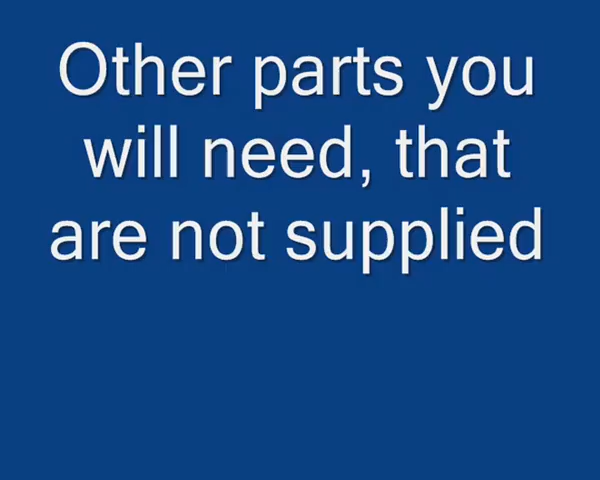 Other parts you
will need, that
are not supplied